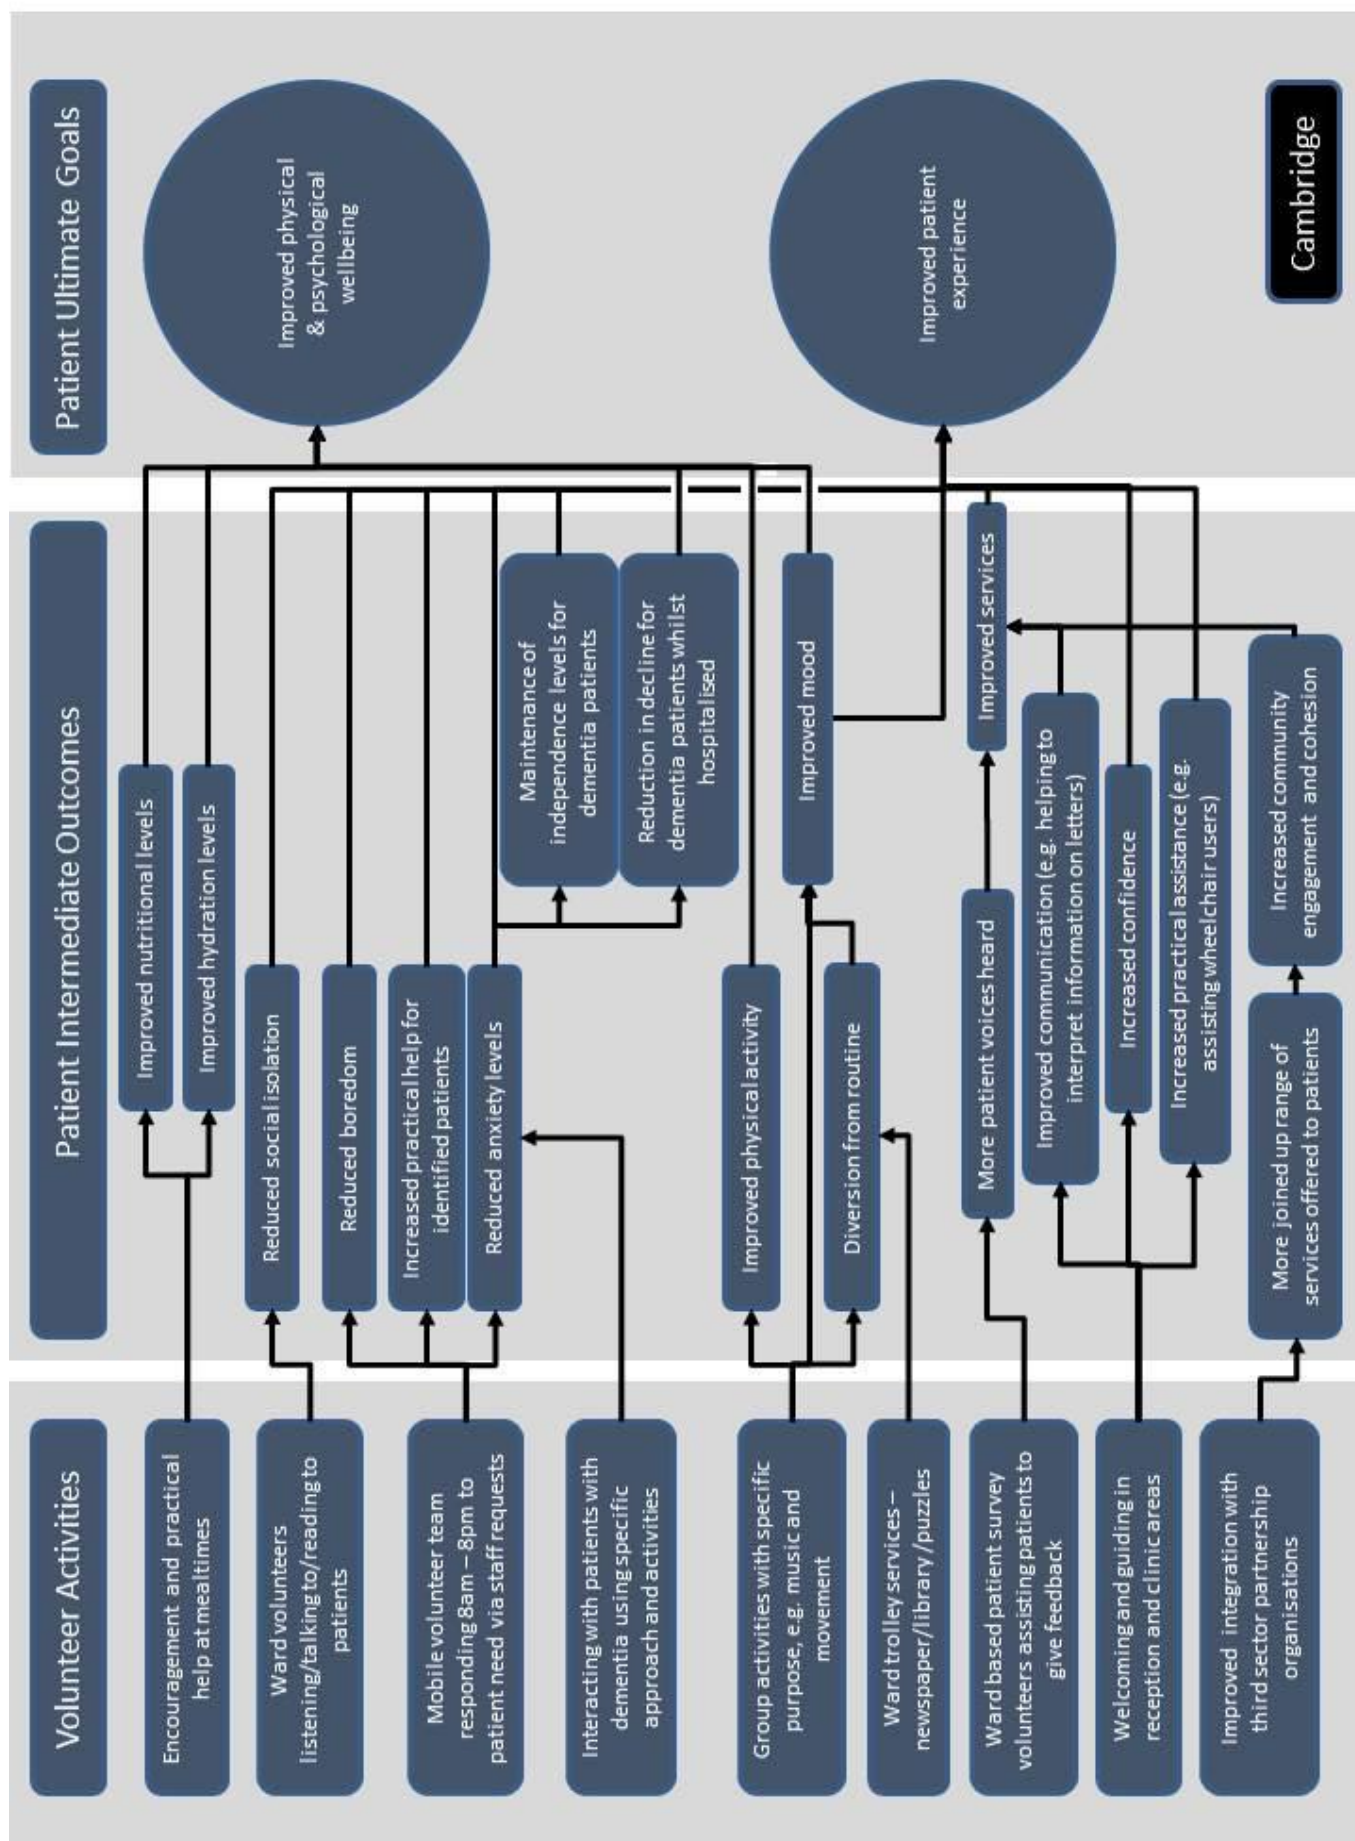 Volunteer Activities
Encouragement and practical
help at mealtimes
Ward volunteers
listening/talking to/reading to
patients
Mobile volunteer team
responding 8am – 8pm to
patient need via staff requests
Interacting with patients with
dementia using specific
approach and activities
Group activities with specific
purpose, e.g. music and
movement
Ward trolley services –
newspaper/library/puzzles
Ward based patient survey
volunteers assisting patients to
give feedback
Welcoming and guiding in
reception and clinic areas
Improved integration with
third sector partnership
organisations
Patient Intermediate Outcomes
Improved nutritional levels
Improved hydration levels
Reduced social isolation
Reduced boredom
Increased practical help for
identified patients
Reduced anxiety levels
Maintenance of
independence levels for
dementia patients
Reduction in decline for
dementia patients whilst
hospitalised
Improved physical activity
Improved mood
Diversion from routine
More patient voices heard
Improved services
Improved communication (e.g. helping to
interpret information on letters)
Increased confidence
Increased practical assistance (e.g.
assisting wheelchair users)
More joined up range of
services offered to patients
Increased community
engagement and cohesion
Patient Ultimate Goals
Improved physical
& psychological
wellbeing
Improved patient
experience
Cambridge